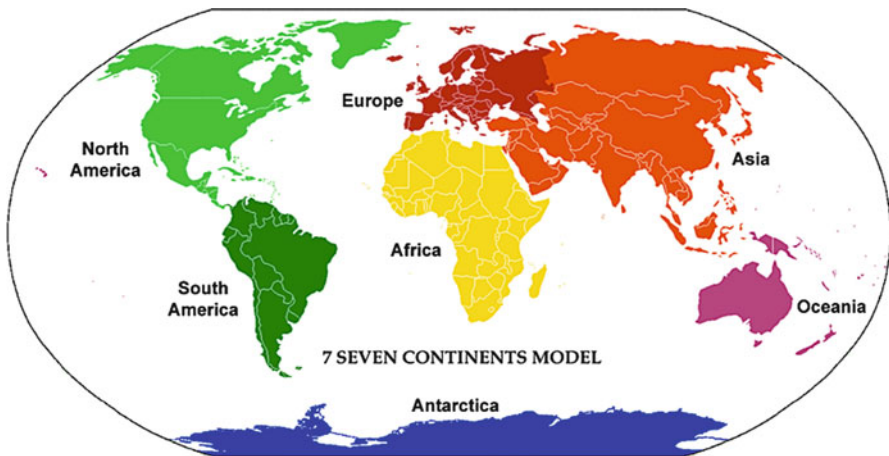 Europe
North
America
Asia
Africa
South
America
Oceania
7 SEVEN CONTINENTS MODEL
Antarctica